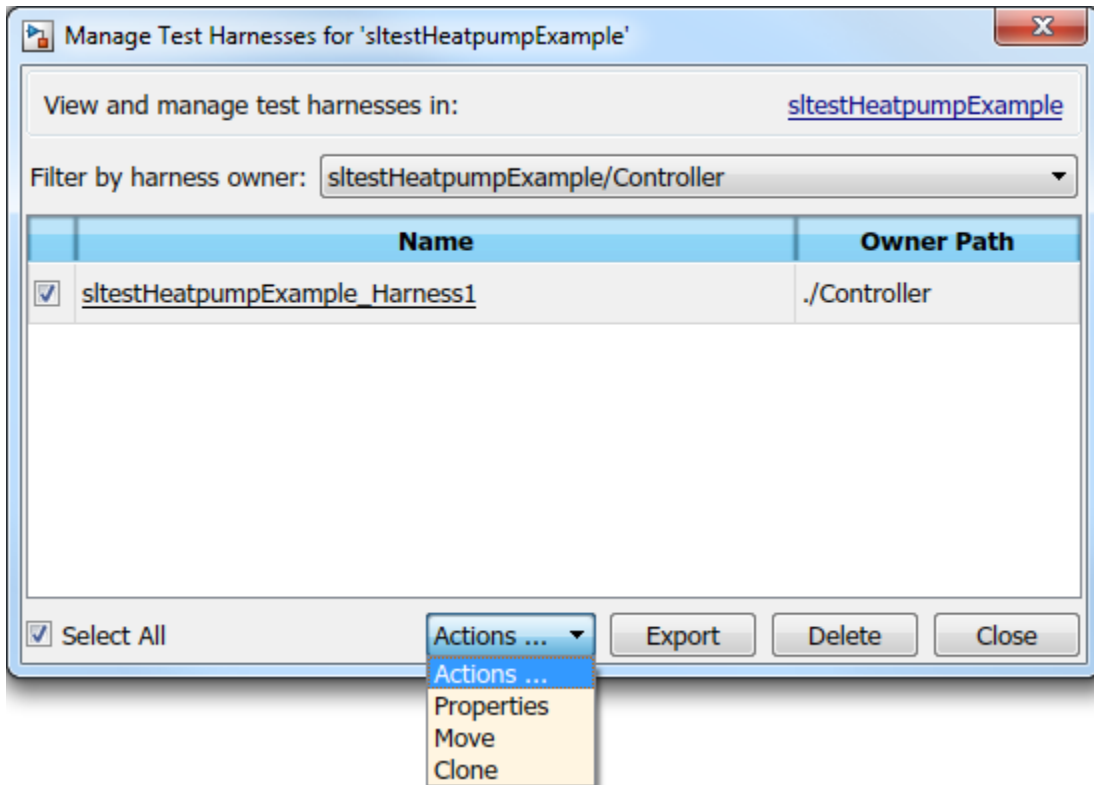 Manage Test Harnesses for 'sltestHeatpumpExample'
View and manage test harnesses in: sltestHeatpumpExample
Filter by harness owner: sltestHeatpumpExample/Controller
Name Owner Path
sltestHeatpumpExample_Harness1 ./Controller
Select All Actions ... Export Delete Close
Actions ...
Properties
Move
Clone